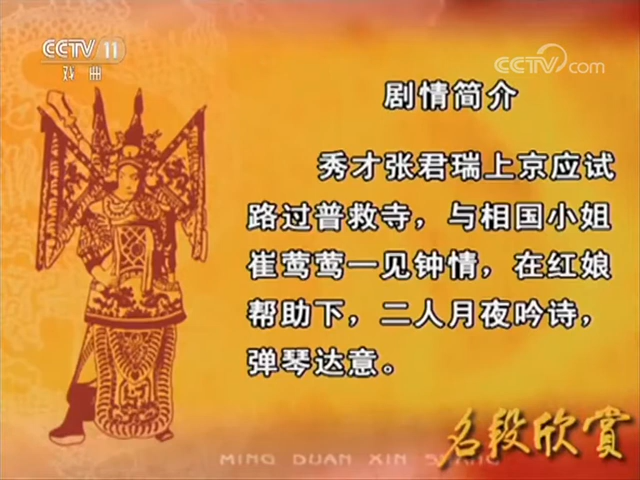 CCTV 11
戏曲
CCTV.com
剧情简介
秀才张君瑞上京应试
路过普救寺，与相国小姐
崔莺莺一见钟情，在红娘
帮助下，二人月夜吟诗，
弹琴达意。
名段欣赏
MING DUAN XIN SHANG